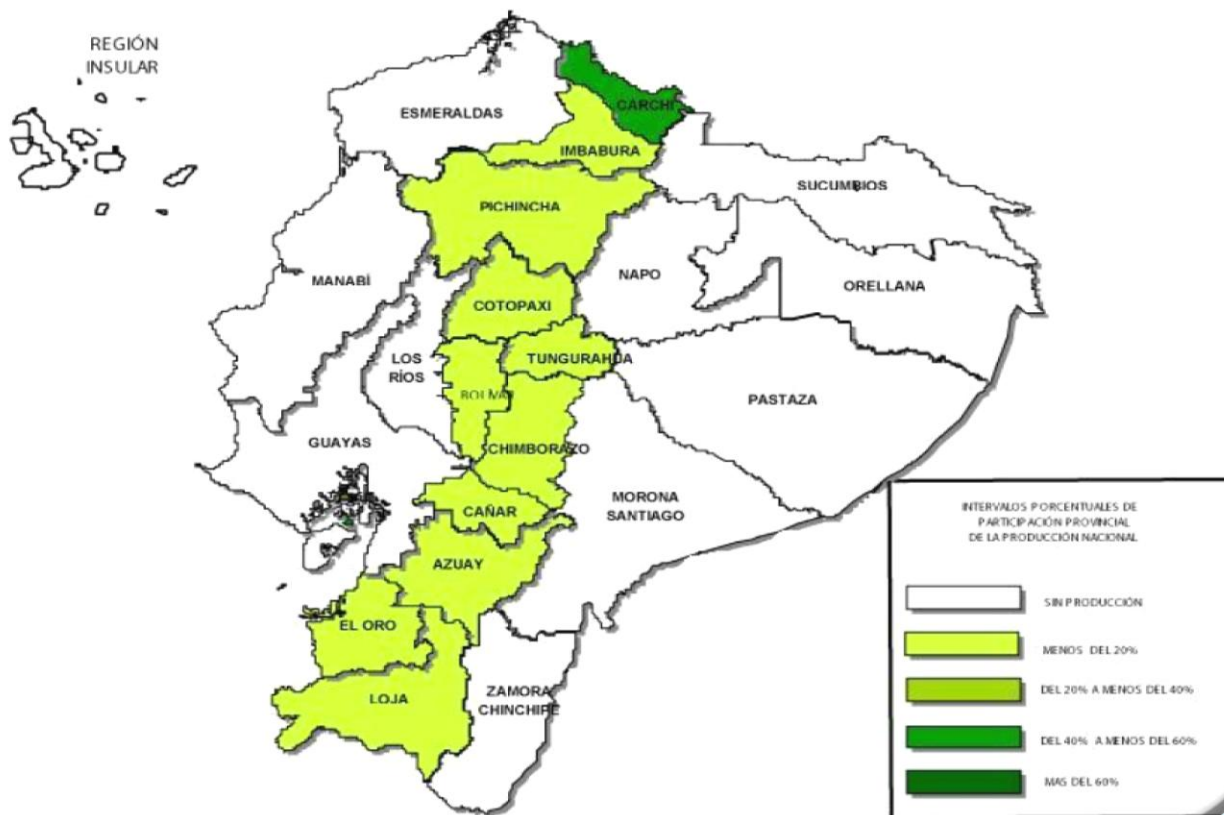 REGIÓN
INSULAR
ESMERALDAS
CARCHI
IMBABURA
SUCUMBIOS
PICHINCHA
MANABÍ
NAPO
ORELLANA
COTOPAXI
LOS
RÍOS
TUNGURAHUA
BOLÍVAR
PASTAZA
GUAYAS
CHIMBORAZO
MORONA
SANTIAGO
CAÑAR
AZUAY
EL ORO
LOJA
ZAMORA
CHINCHIPE
INTERVALOS PORCENTUALES DE
PARTICIPACIÓN PROVINCIAL
DE LA PRODUCCIÓN NACIONAL
SIN PRODUCCIÓN
MENOS DEL 20%
DEL 20% A MENOS DEL 40%
DEL 40% A MENOS DEL 60%
MAS DEL 60%